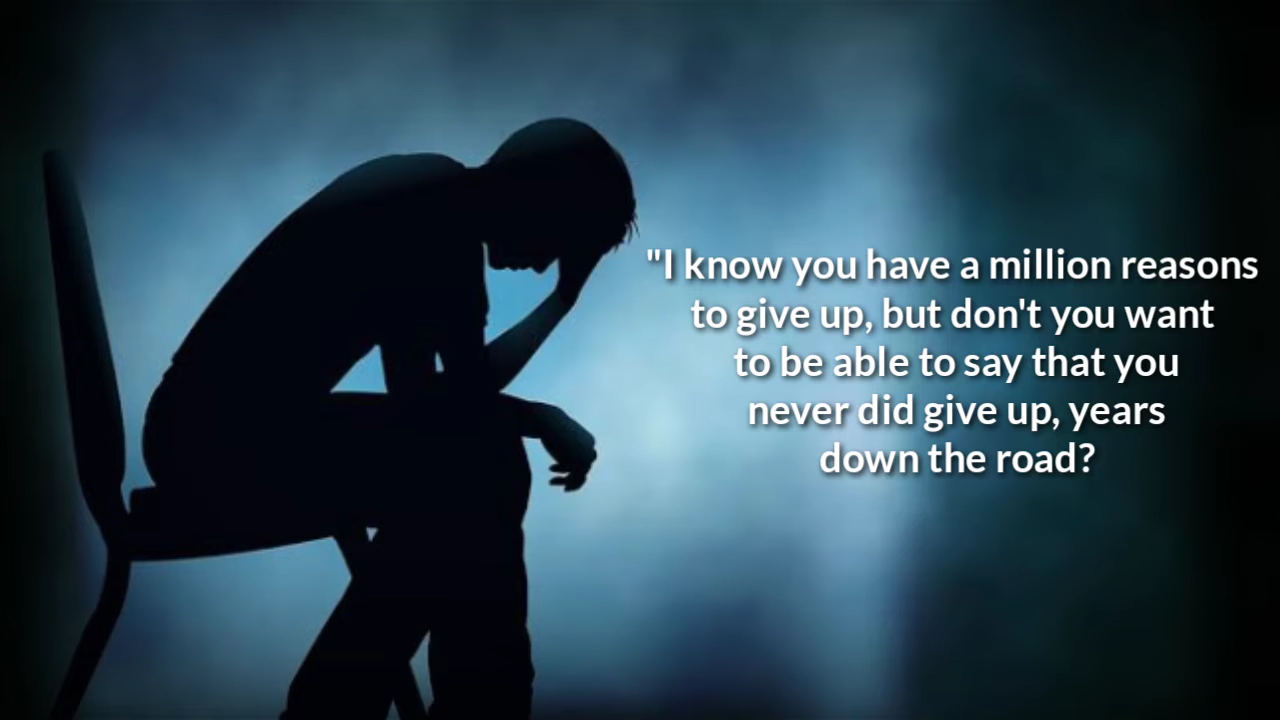 "I know you have a million reasons
to give up, but don't you want
to be able to say that you
never did give up, years
down the road?